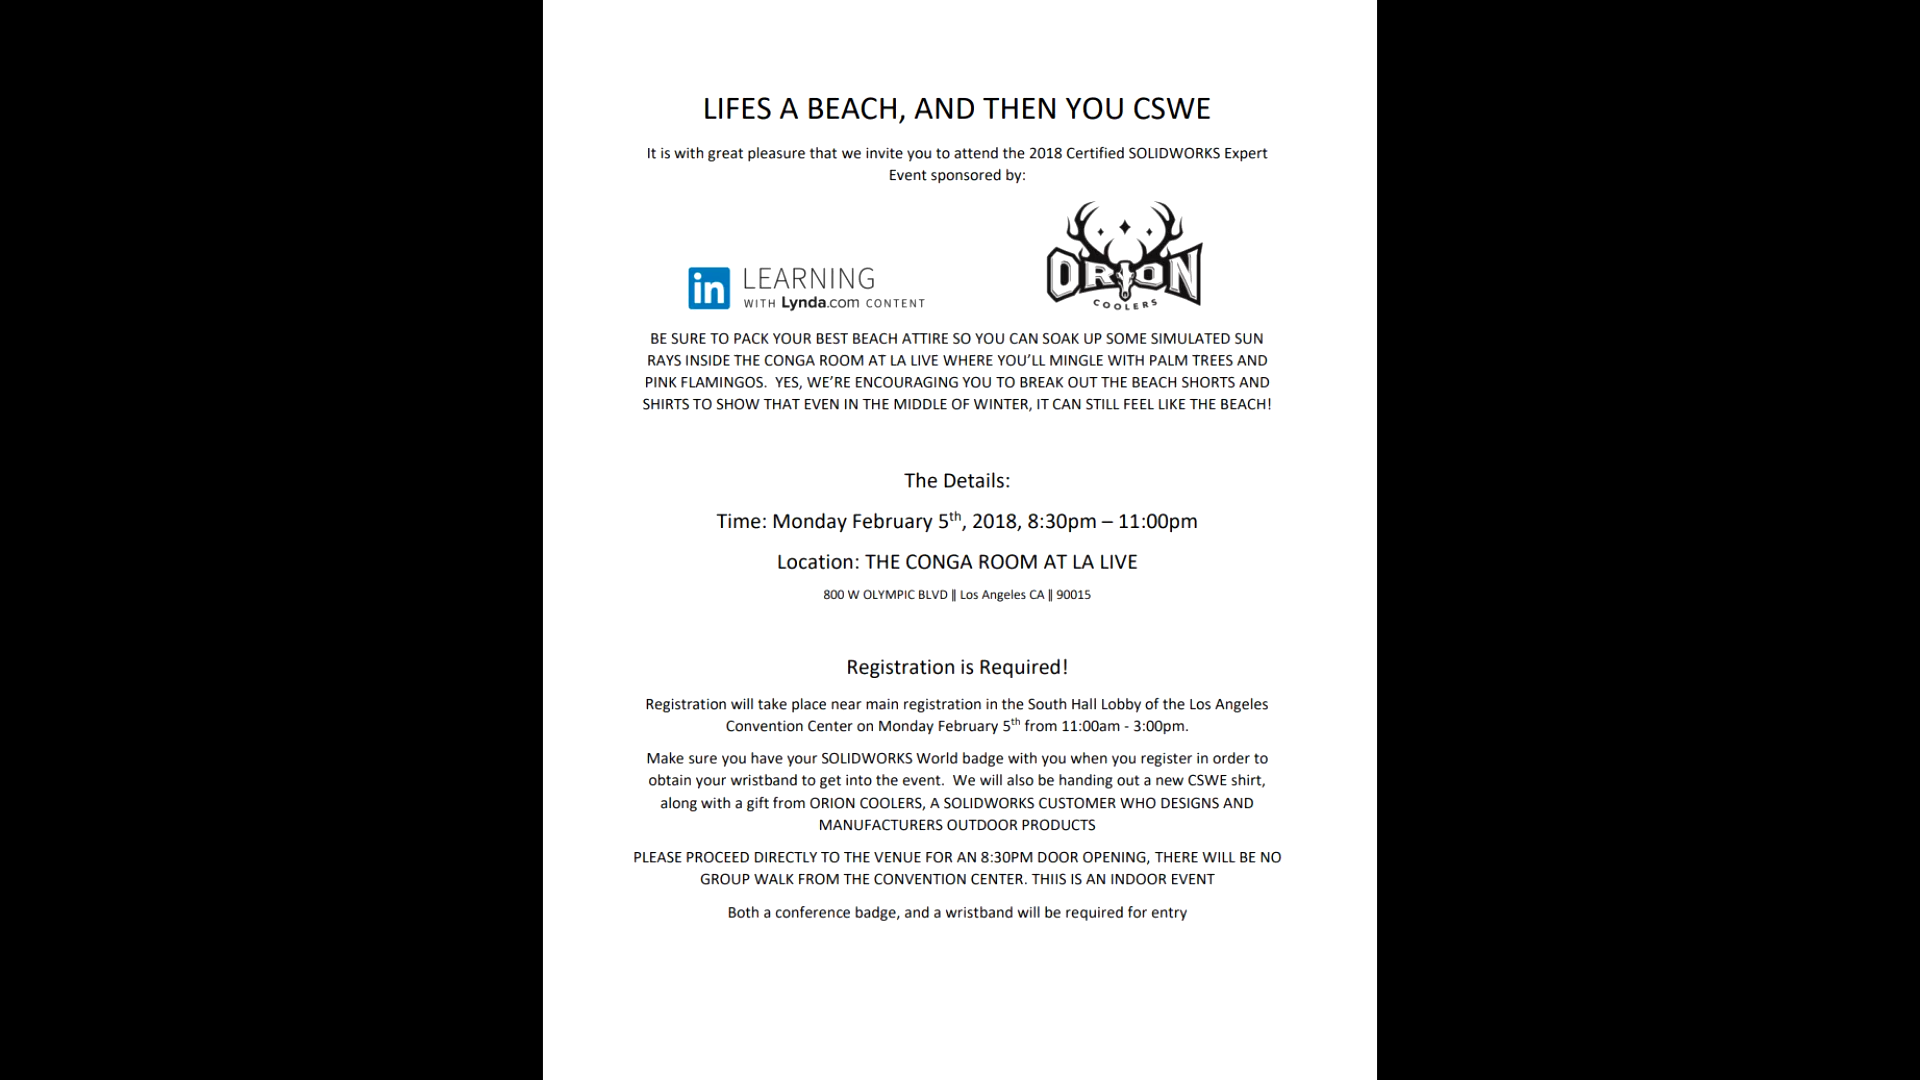 LIFES A BEACH, AND THEN YOU CSWE
It is with great pleasure that we invite you to attend the 2018 Certified SOLIDWORKS Expert
Event sponsored by:
in LEARNING
WITH Lynda.com CONTENT
ORION
COOLERS
BE SURE TO PACK YOUR BEST BEACH ATTIRE SO YOU CAN SOAK UP SOME SIMULATED SUN
RAYS INSIDE THE CONGA ROOM AT LA LIVE WHERE YOU’LL MINGLE WITH PALM TREES AND
PINK FLAMINGOS.  YES, WE’RE ENCOURAGING YOU TO BREAK OUT THE BEACH SHORTS AND
SHIRTS TO SHOW THAT EVEN IN THE MIDDLE OF WINTER, IT CAN STILL FEEL LIKE THE BEACH!
The Details:
Time: Monday February 5th, 2018, 8:30pm – 11:00pm
Location: THE CONGA ROOM AT LA LIVE
800 W OLYMPIC BLVD ‖ Los Angeles CA ‖ 90015
Registration is Required!
Registration will take place near main registration in the South Hall Lobby of the Los Angeles
Convention Center on Monday February 5th from 11:00am - 3:00pm.
Make sure you have your SOLIDWORKS World badge with you when you register in order to
obtain your wristband to get into the event.  We will also be handing out a new CSWE shirt,
along with a gift from ORION COOLERS, A SOLIDWORKS CUSTOMER WHO DESIGNS AND
MANUFACTURERS OUTDOOR PRODUCTS
PLEASE PROCEED DIRECTLY TO THE VENUE FOR AN 8:30PM DOOR OPENING, THERE WILL BE NO
GROUP WALK FROM THE CONVENTION CENTER. THIIS IS AN INDOOR EVENT
Both a conference badge, and a wristband will be required for entry